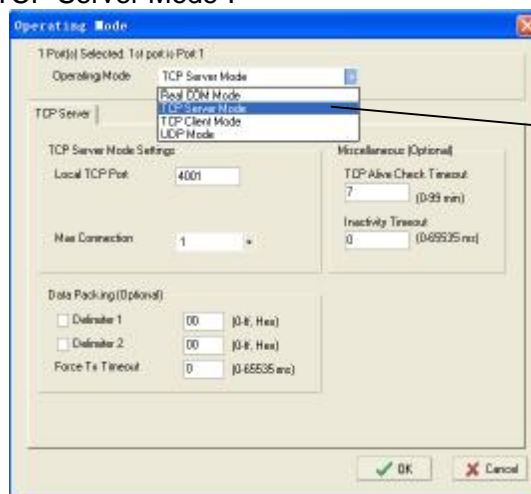 TCP Server Mode :
Operating Mode
1 Port(s) Selected. 1st port is Port 1
Operating Mode TCP Server Mode
Real COM Mode
TCP Server Mode
TCP Client Mode
UDP Mode
TCP Server
TCP Server Mode Settings
Local TCP Port 4001
Max Connection 1
Miscellaneous (Optional)
TCP Alive Check Timeout
7 (0-99 min)
Inactivity Timeout
0 (0-65535 ms)
Data Packing (Optional)
Delimiter 1 00 (0-ff, Hex)
Delimiter 2 00 (0-ff, Hex)
Force Tx Timeout 0 (0-65535 ms)
OK Cancel